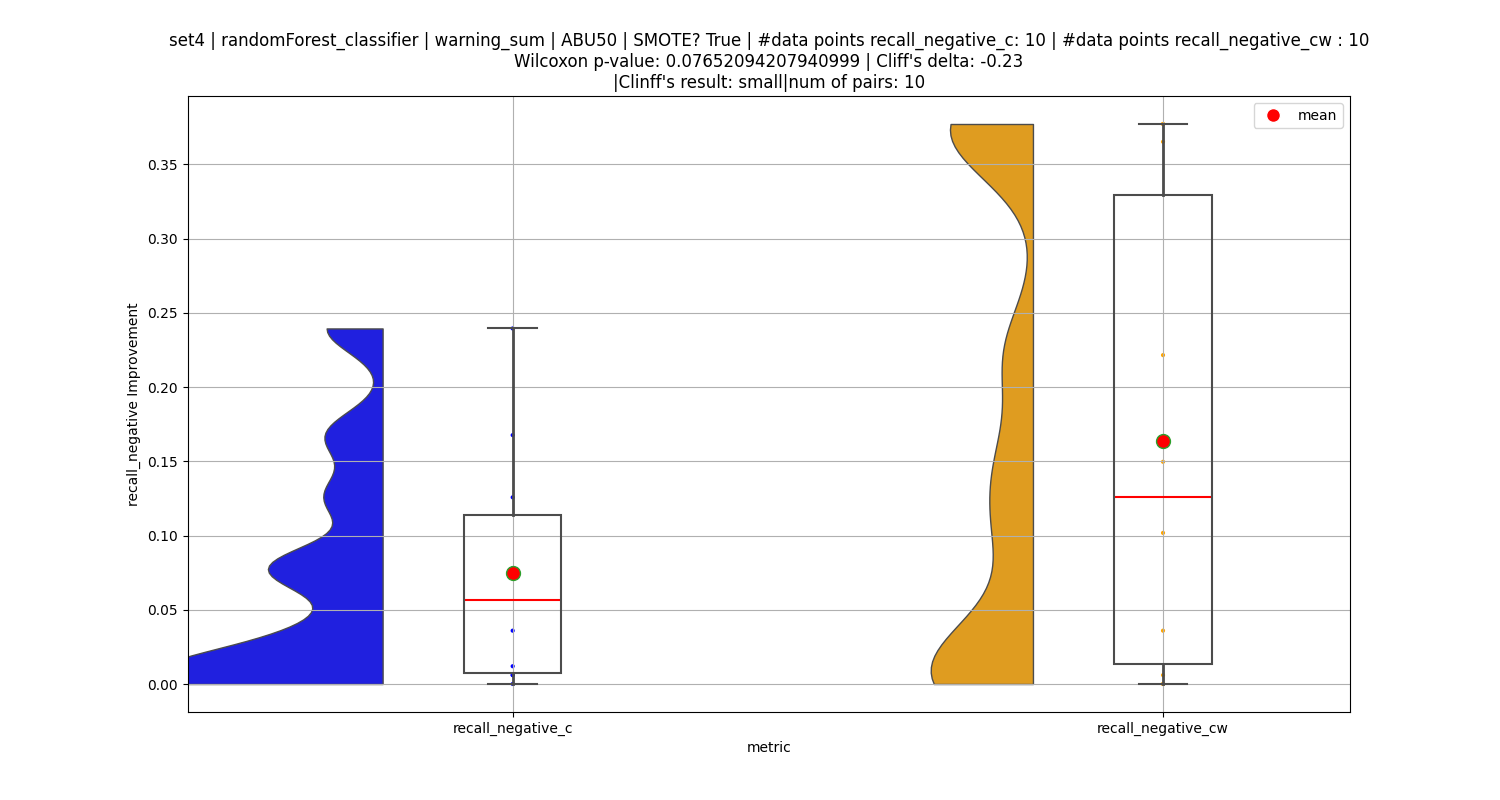 set4 | randomForest_classifier | warning_sum | ABU50 | SMOTE? True | #data points recall_negative_c: 10 | #data points recall_negative_cw : 10
Wilcoxon p-value: 0.07652094207940999 | Cliff's delta: -0.23
|Clinff's result: small|num of pairs: 10
mean
0.35
0.30
0.25
0.20
0.15
0.10
0.05
0.00
recall_negative Improvement
recall_negative_c
recall_negative_cw
metric